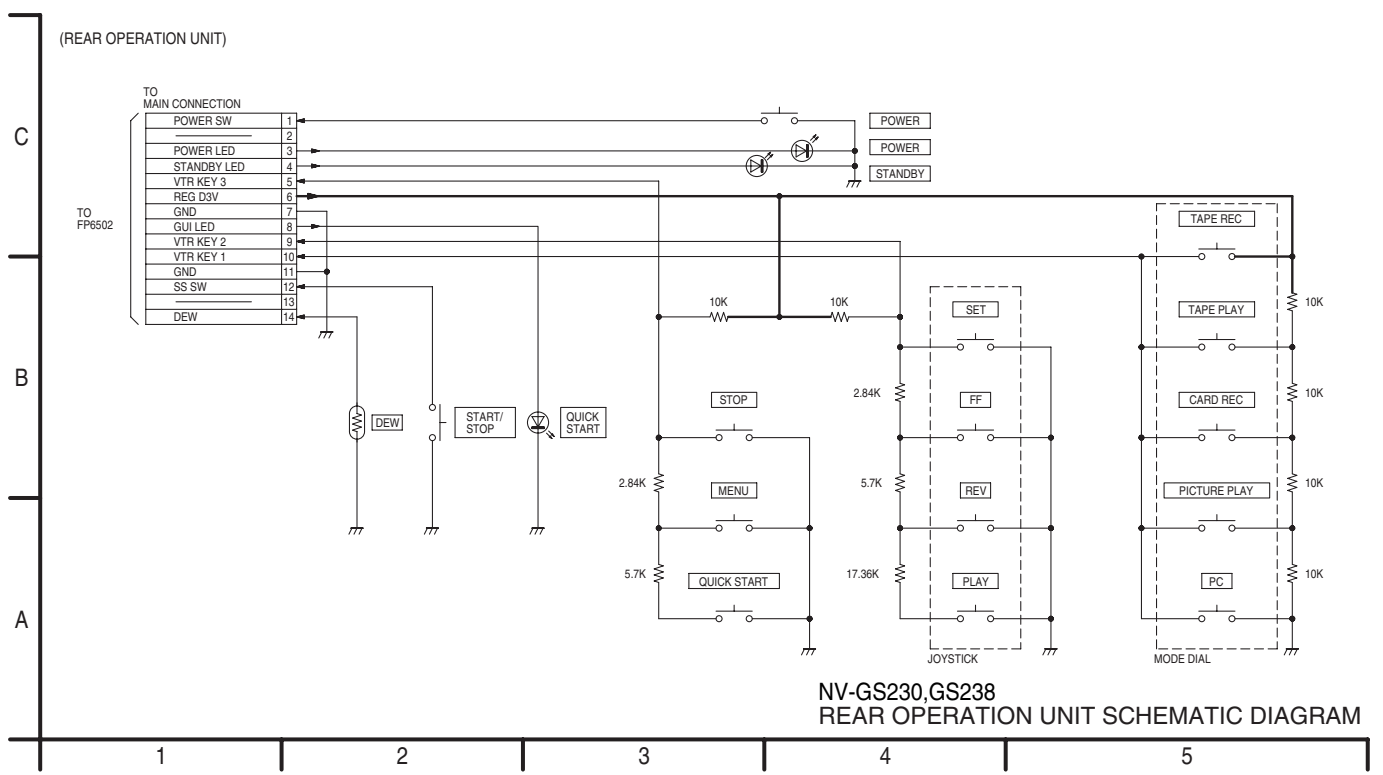 (REAR OPERATION UNIT)
TO
MAIN CONNECTION
POWER SW 1
2
POWER LED 3
STANDBY LED 4
VTR KEY 3 5
REG D3V 6
GND 7
GUI LED 8
VTR KEY 2 9
VTR KEY 1 10
GND 11
SS SW 12
13
DEW 14
TO
FP6502
POWER
POWER
STANDBY
TAPE REC
10K
10K
SET
TAPE PLAY
10K
2.84K
STOP
FF
CARD REC
10K
DEW
START/
STOP
QUICK
START
2.84K
MENU
5.7K
REV
PICTURE PLAY
10K
5.7K
QUICK START
17.36K
PLAY
PC
10K
JOYSTICK
MODE DIAL
NV-GS230,GS238
REAR OPERATION UNIT SCHEMATIC DIAGRAM
C
B
A
1
2
3
4
5